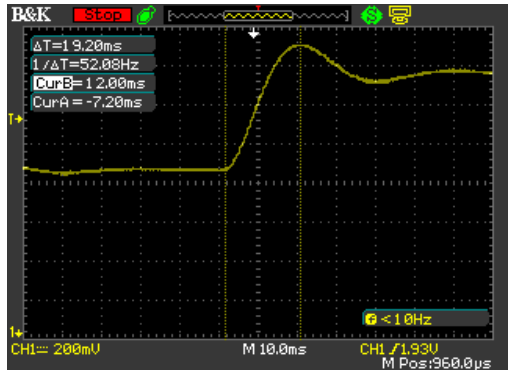 B&K Stop
ΔT=19.20ms
1/ΔT=52.08Hz
CurB=12.00ms
CurA=-7.20ms
T
1
f<10Hz
CH1 200mV M 10.0ms CH1 1.93V
M Pos:960.0μs